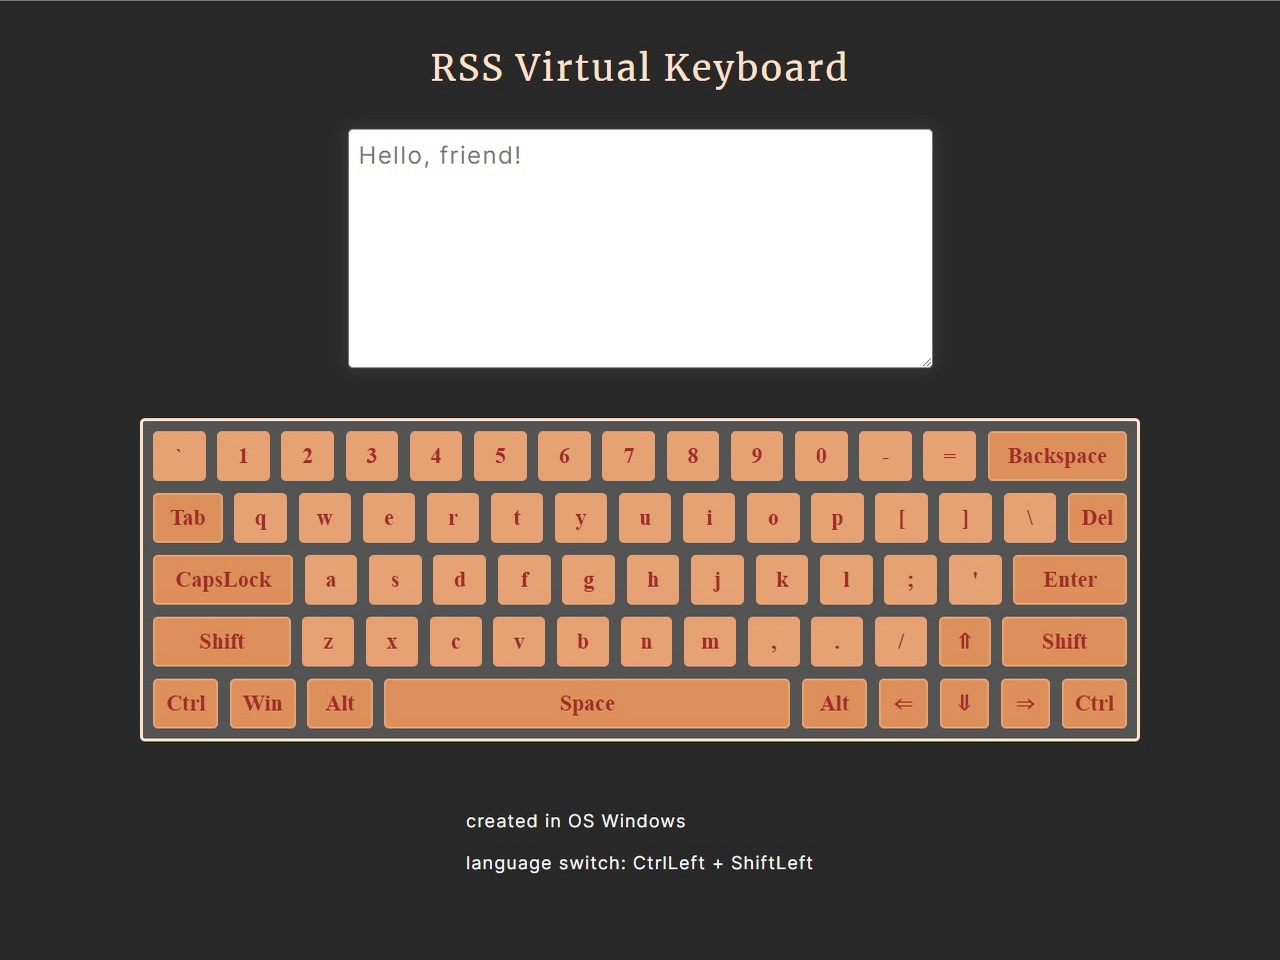 RSS Virtual Keyboard
Hello, friend!
` 1 2 3 4 5 6 7 8 9 0 - = Backspace
Tab q w e r t y u i o p [ ] \ Del
CapsLock a s d f g h j k l ; ' Enter
Shift z x c v b n m , . / ⇑ Shift
Ctrl Win Alt Space Alt ⇐ ⇓ ⇒ Ctrl
created in OS Windows
language switch: CtrlLeft + ShiftLeft